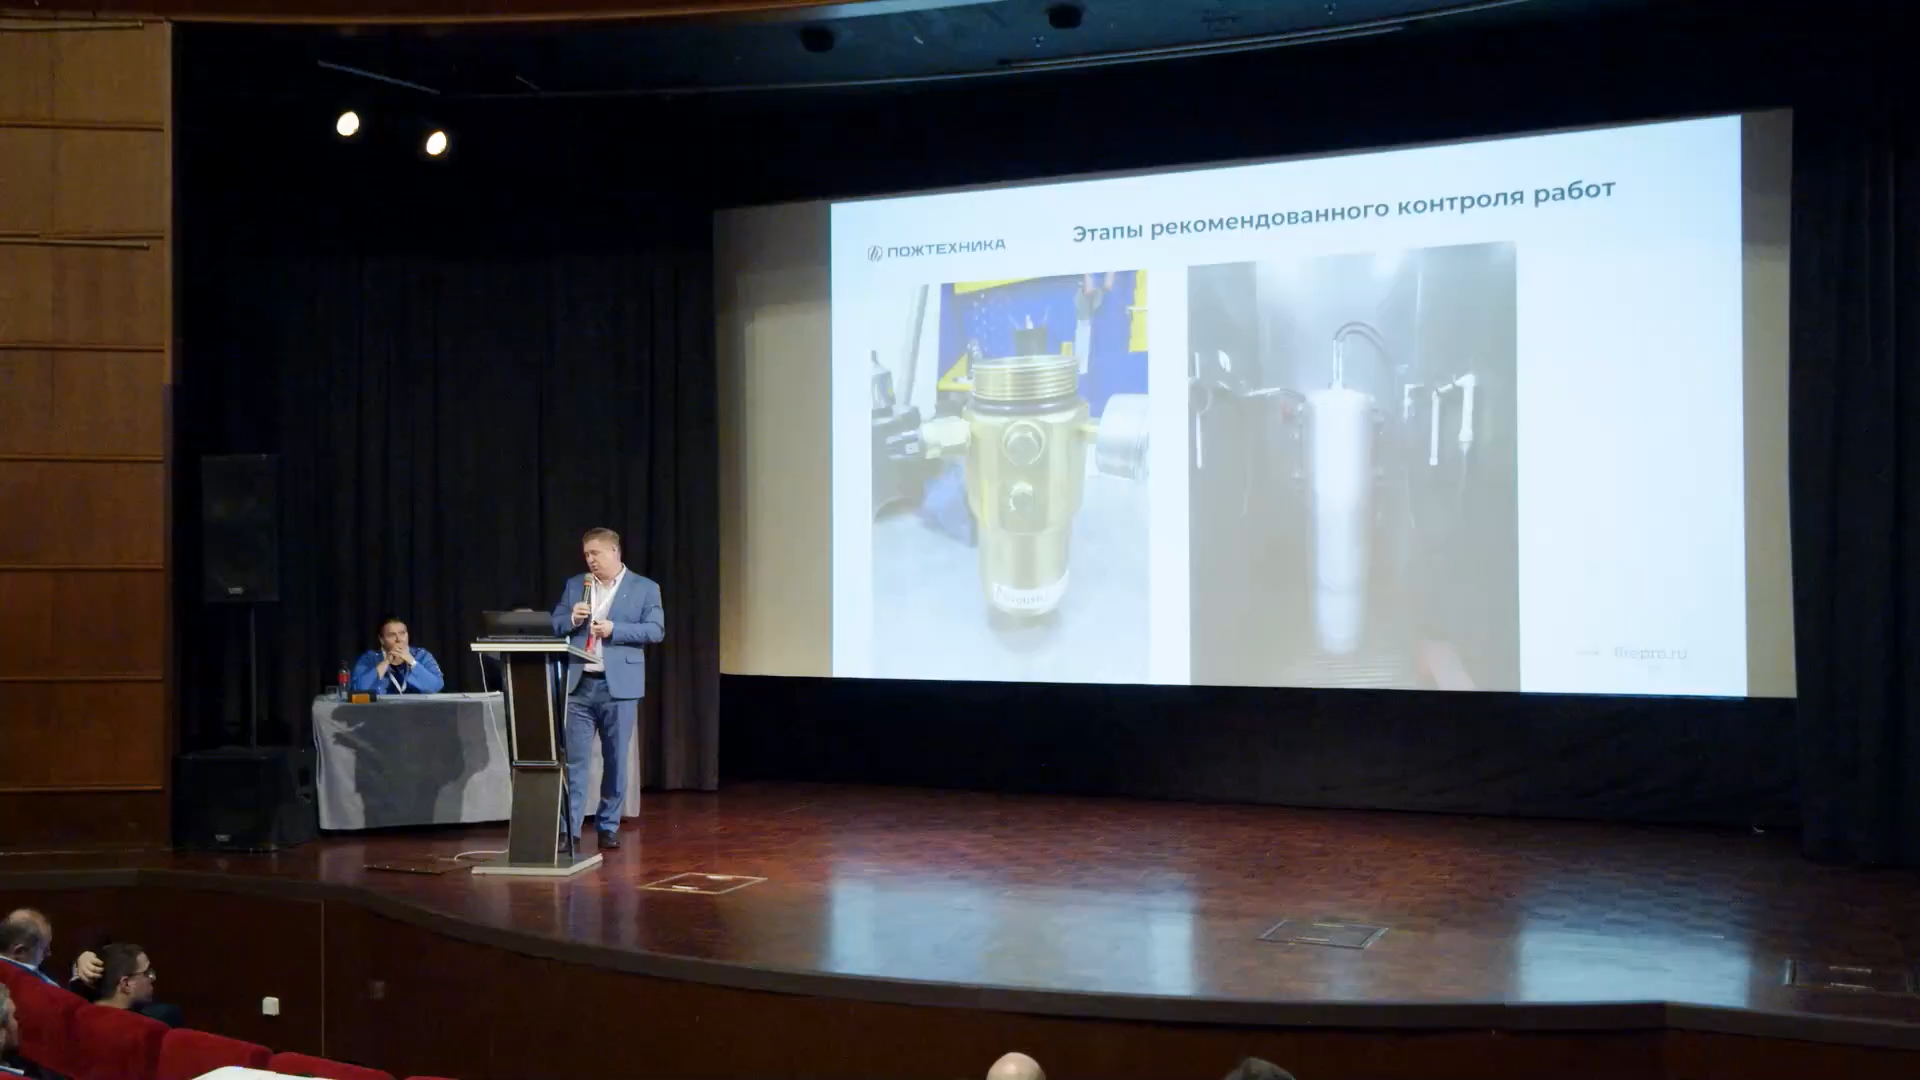 Этапы рекомендованного контроля работ
ПОЖТЕХНИКА
firepro.ru